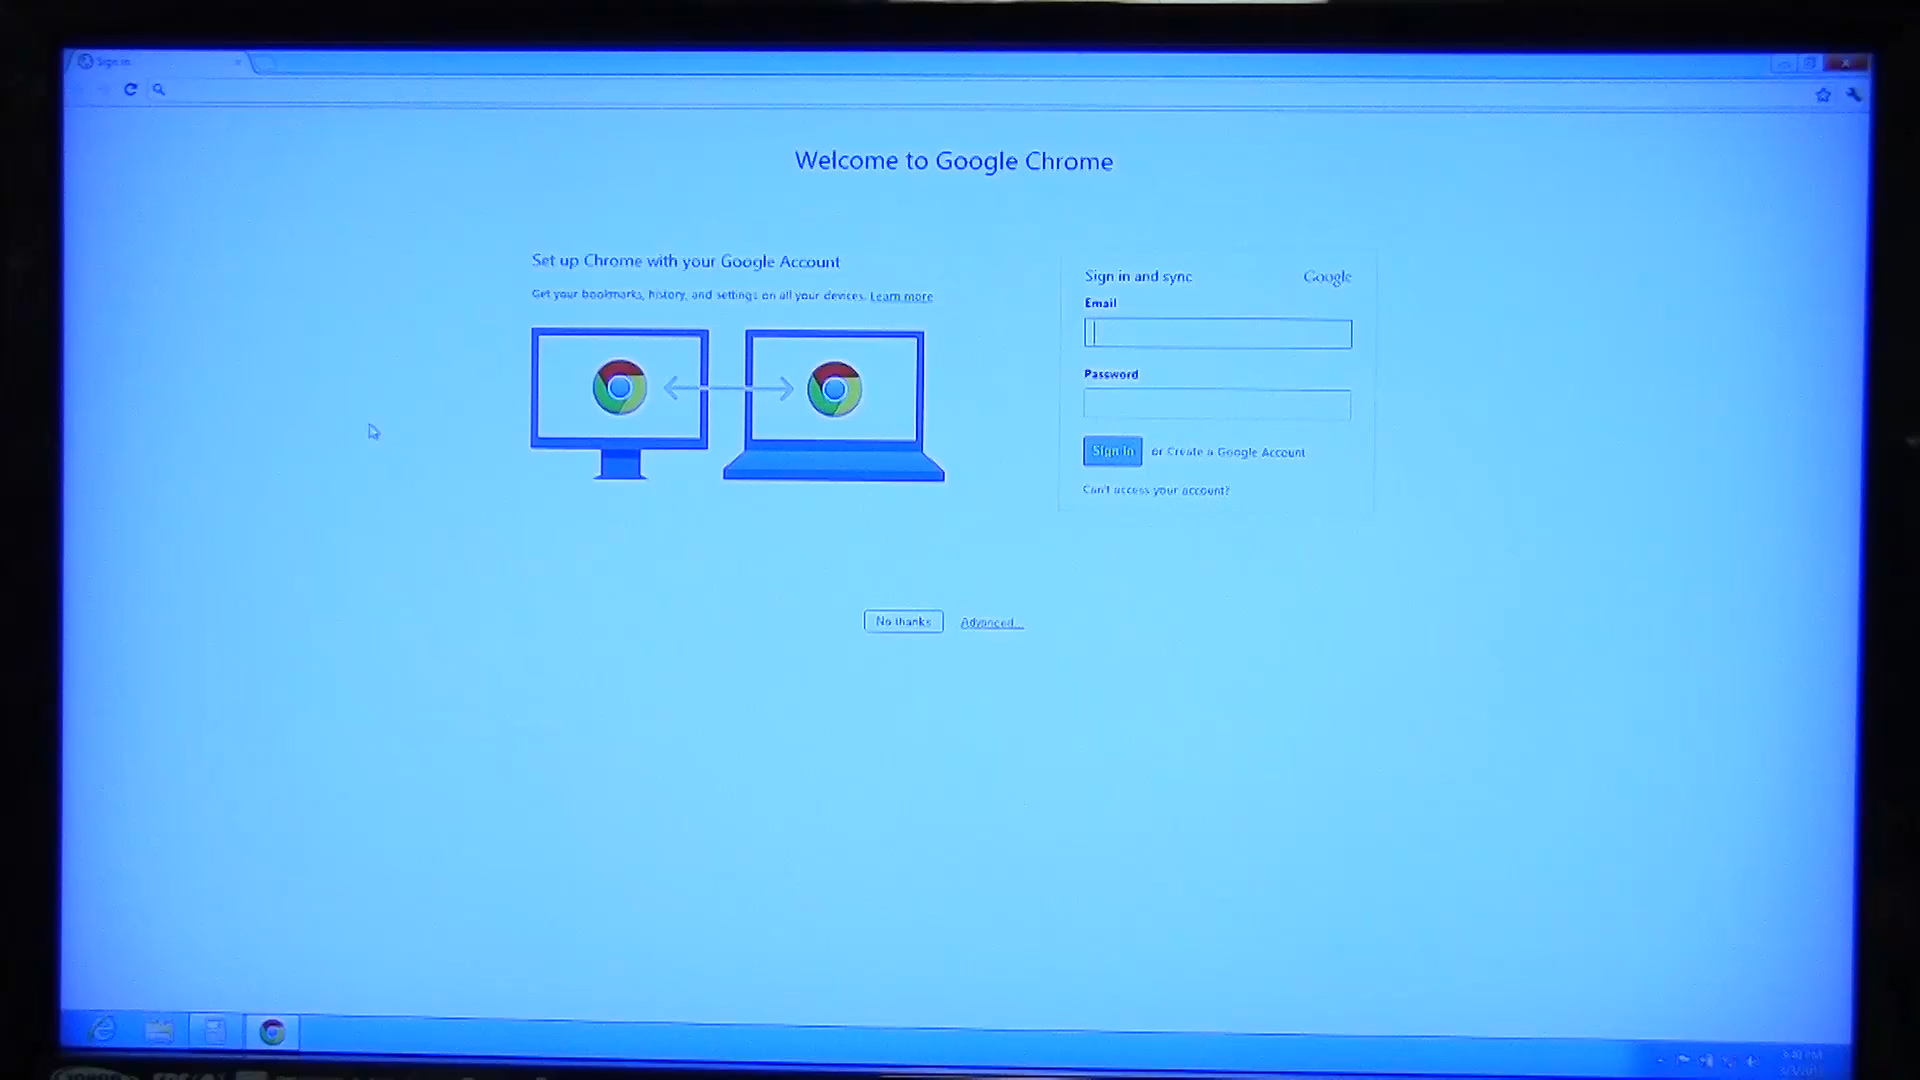 Sign in
Welcome to Google Chrome
Set up Chrome with your Google Account
Get your bookmarks, history, and settings on all your devices. Learn more
Sign in and sync
Google
Email
Password
Sign in
or Create a Google Account
Can't access your account?
No thanks
Advanced...